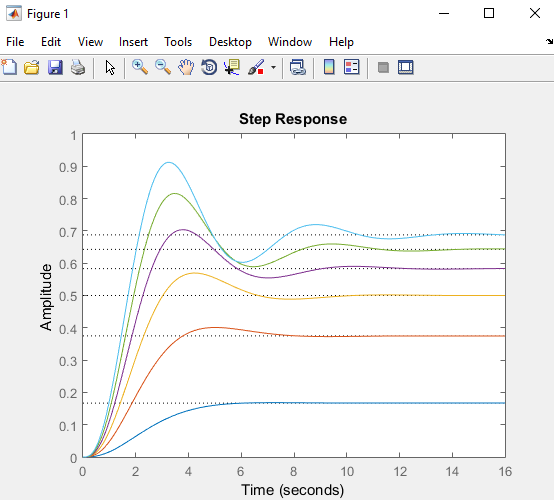 Figure 1
File Edit View Insert Tools Desktop Window Help
Step Response
1
0.9
0.8
0.7
0.6
0.5
0.4
0.3
0.2
0.1
0
Amplitude
0 2 4 6 8 10 12 14 16
Time (seconds)